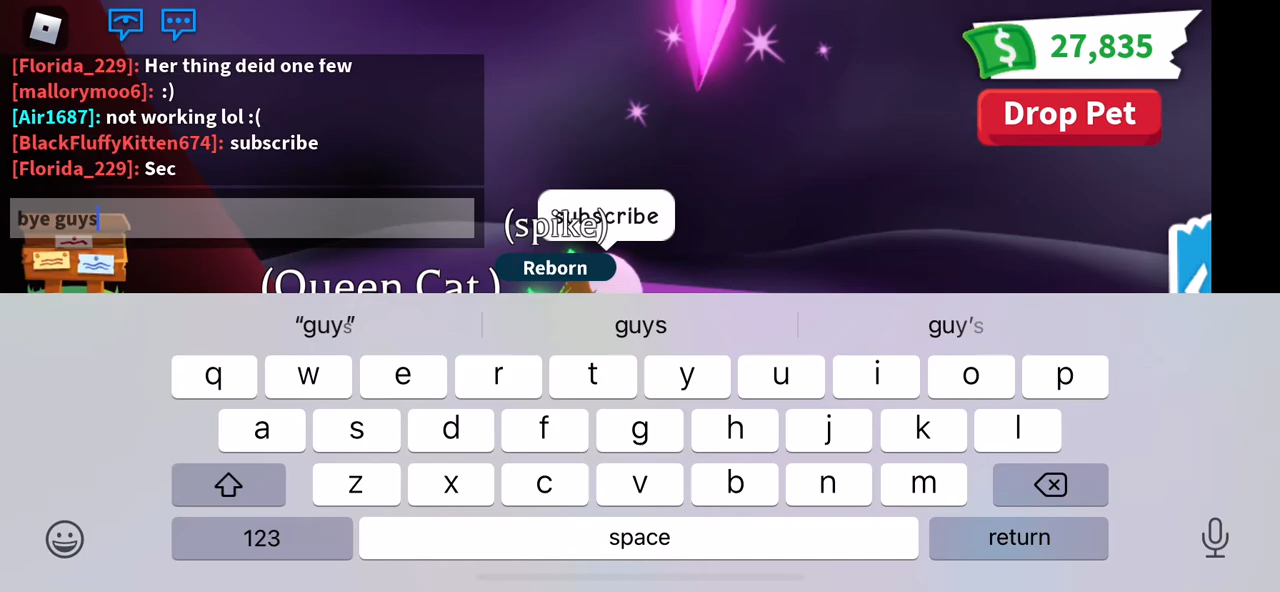 [Florida_229]: Her thing deid one few
[mallorymoo6]: :)
[Air1687]: not working lol :(
[BlackFluffyKitten674]: subscribe
[Florida_229]: Sec
bye guys
$ 27,835
Drop Pet
subscribe
(spike)
Reborn
(Queen Cat )
“guys” guys guy’s
q w e r t y u i o p
a s d f g h j k l
z x c v b n m
123 space return